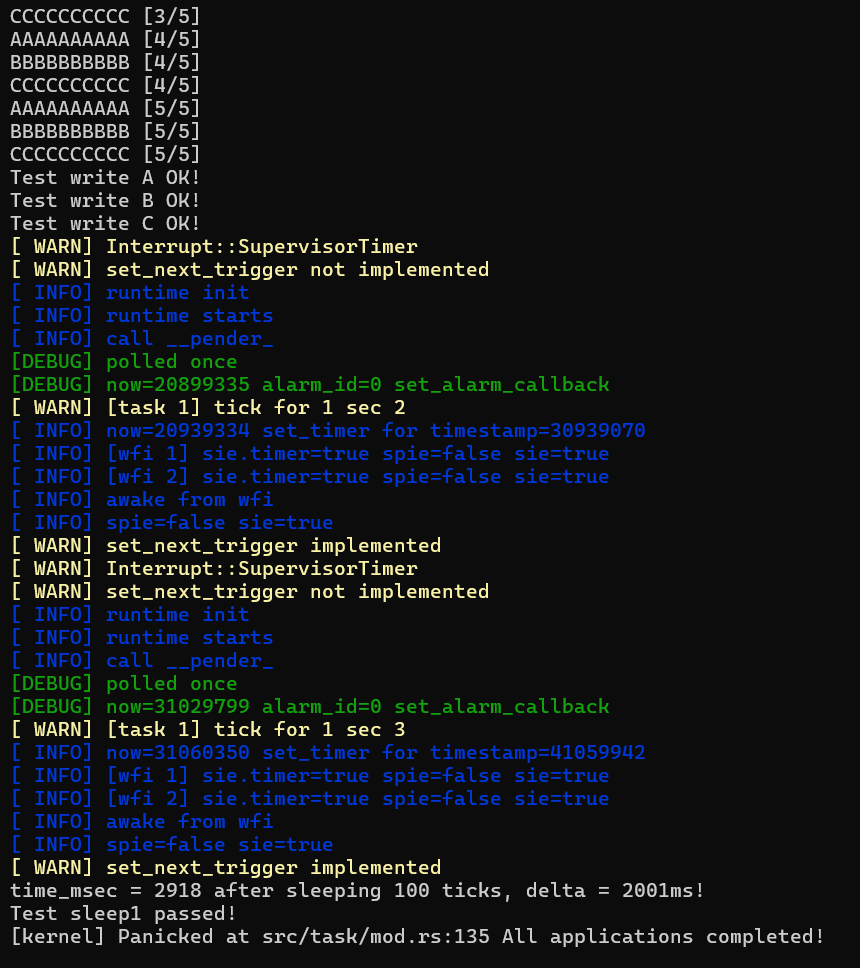 CCCCCCCCCC [3/5]
AAAAAAAAAA [4/5]
BBBBBBBBBB [4/5]
CCCCCCCCCC [4/5]
AAAAAAAAAA [5/5]
BBBBBBBBBB [5/5]
CCCCCCCCCC [5/5]
Test write A OK!
Test write B OK!
Test write C OK!
[ WARN] Interrupt::SupervisorTimer
[ WARN] set_next_trigger not implemented
[ INFO] runtime init
[ INFO] runtime starts
[ INFO] call __pender_
[DEBUG] polled once
[DEBUG] now=20899335 alarm_id=0 set_alarm_callback
[ WARN] [task 1] tick for 1 sec 2
[ INFO] now=20939334 set_timer for timestamp=30939070
[ INFO] [wfi 1] sie.timer=true spie=false sie=true
[ INFO] [wfi 2] sie.timer=true spie=false sie=true
[ INFO] awake from wfi
[ INFO] spie=false sie=true
[ WARN] set_next_trigger implemented
[ WARN] Interrupt::SupervisorTimer
[ WARN] set_next_trigger not implemented
[ INFO] runtime init
[ INFO] runtime starts
[ INFO] call __pender_
[DEBUG] polled once
[DEBUG] now=31029799 alarm_id=0 set_alarm_callback
[ WARN] [task 1] tick for 1 sec 3
[ INFO] now=31060350 set_timer for timestamp=41059942
[ INFO] [wfi 1] sie.timer=true spie=false sie=true
[ INFO] [wfi 2] sie.timer=true spie=false sie=true
[ INFO] awake from wfi
[ INFO] spie=false sie=true
[ WARN] set_next_trigger implemented
time_msec = 2918 after sleeping 100 ticks, delta = 2001ms!
Test sleep1 passed!
[kernel] Panicked at src/task/mod.rs:135 All applications completed!